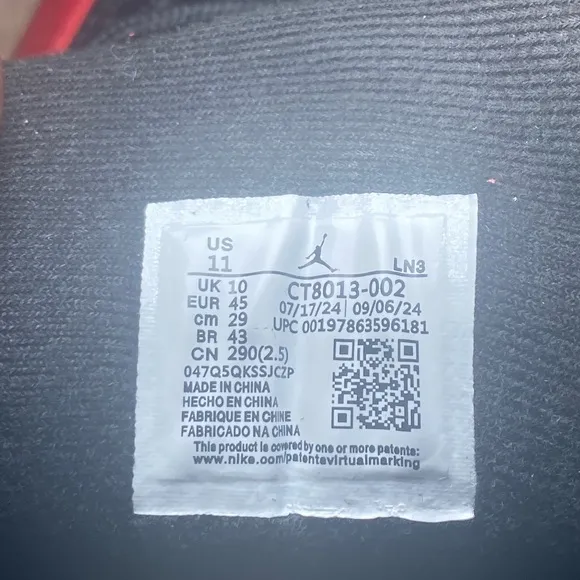 US
11
LN3
UK 10
EUR 45
cm 29
BR 43
CN 290(2.5)
CT8013-002
07/17/24 | 09/06/24
UPC 00197863596181
047Q5QKSSJCZP
MADE IN CHINA
HECHO EN CHINA
FABRIQUE EN CHINE
FABRICADO NA CHINA
This product is covered by one or more patents:
www.nike.com/patentsvirtualmarking